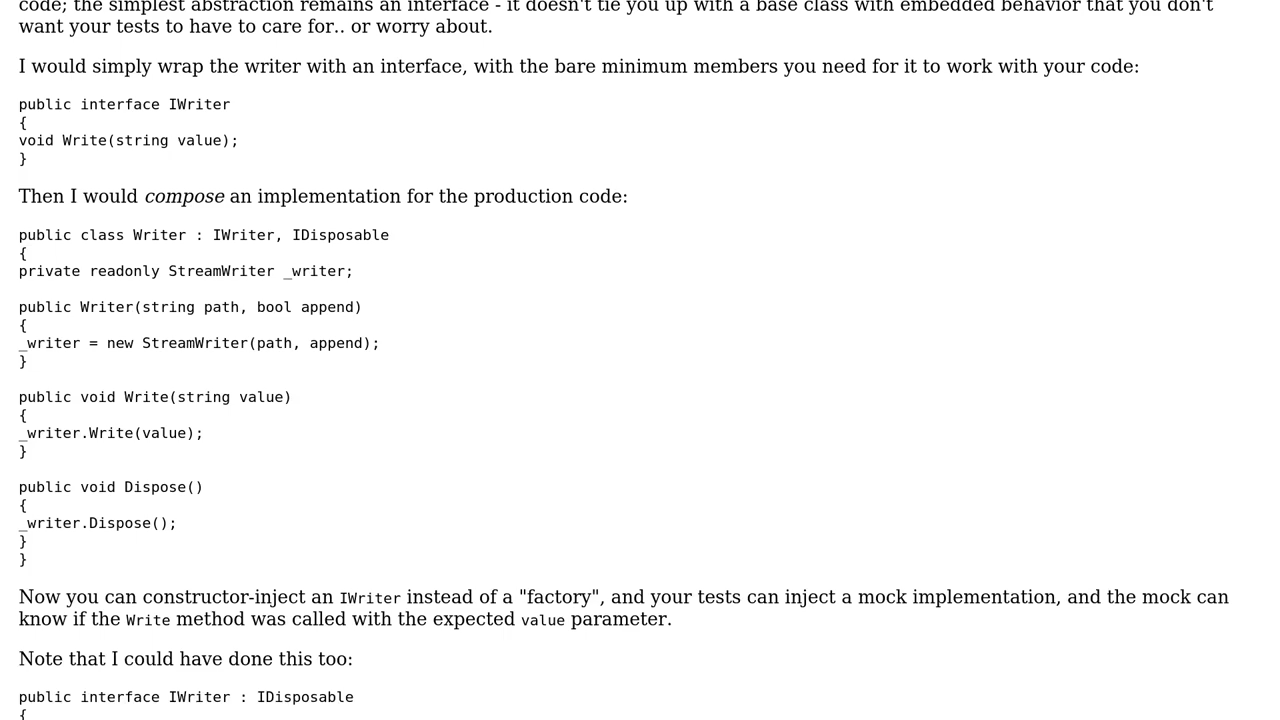 code; the simplest abstraction remains an interface - it doesn't tie you up with a base class with embedded behavior that you don't
want your tests to have to care for.. or worry about.
I would simply wrap the writer with an interface, with the bare minimum members you need for it to work with your code:
public interface IWriter
{
void Write(string value);
}
Then I would compose an implementation for the production code:
public class Writer : IWriter, IDisposable
{
private readonly StreamWriter _writer;
public Writer(string path, bool append)
{
_writer = new StreamWriter(path, append);
}
public void Write(string value)
{
_writer.Write(value);
}
public void Dispose()
{
_writer.Dispose();
}
}
Now you can constructor-inject an IWriter instead of a "factory", and your tests can inject a mock implementation, and the mock can
know if the Write method was called with the expected value parameter.
Note that I could have done this too:
public interface IWriter : IDisposable
{